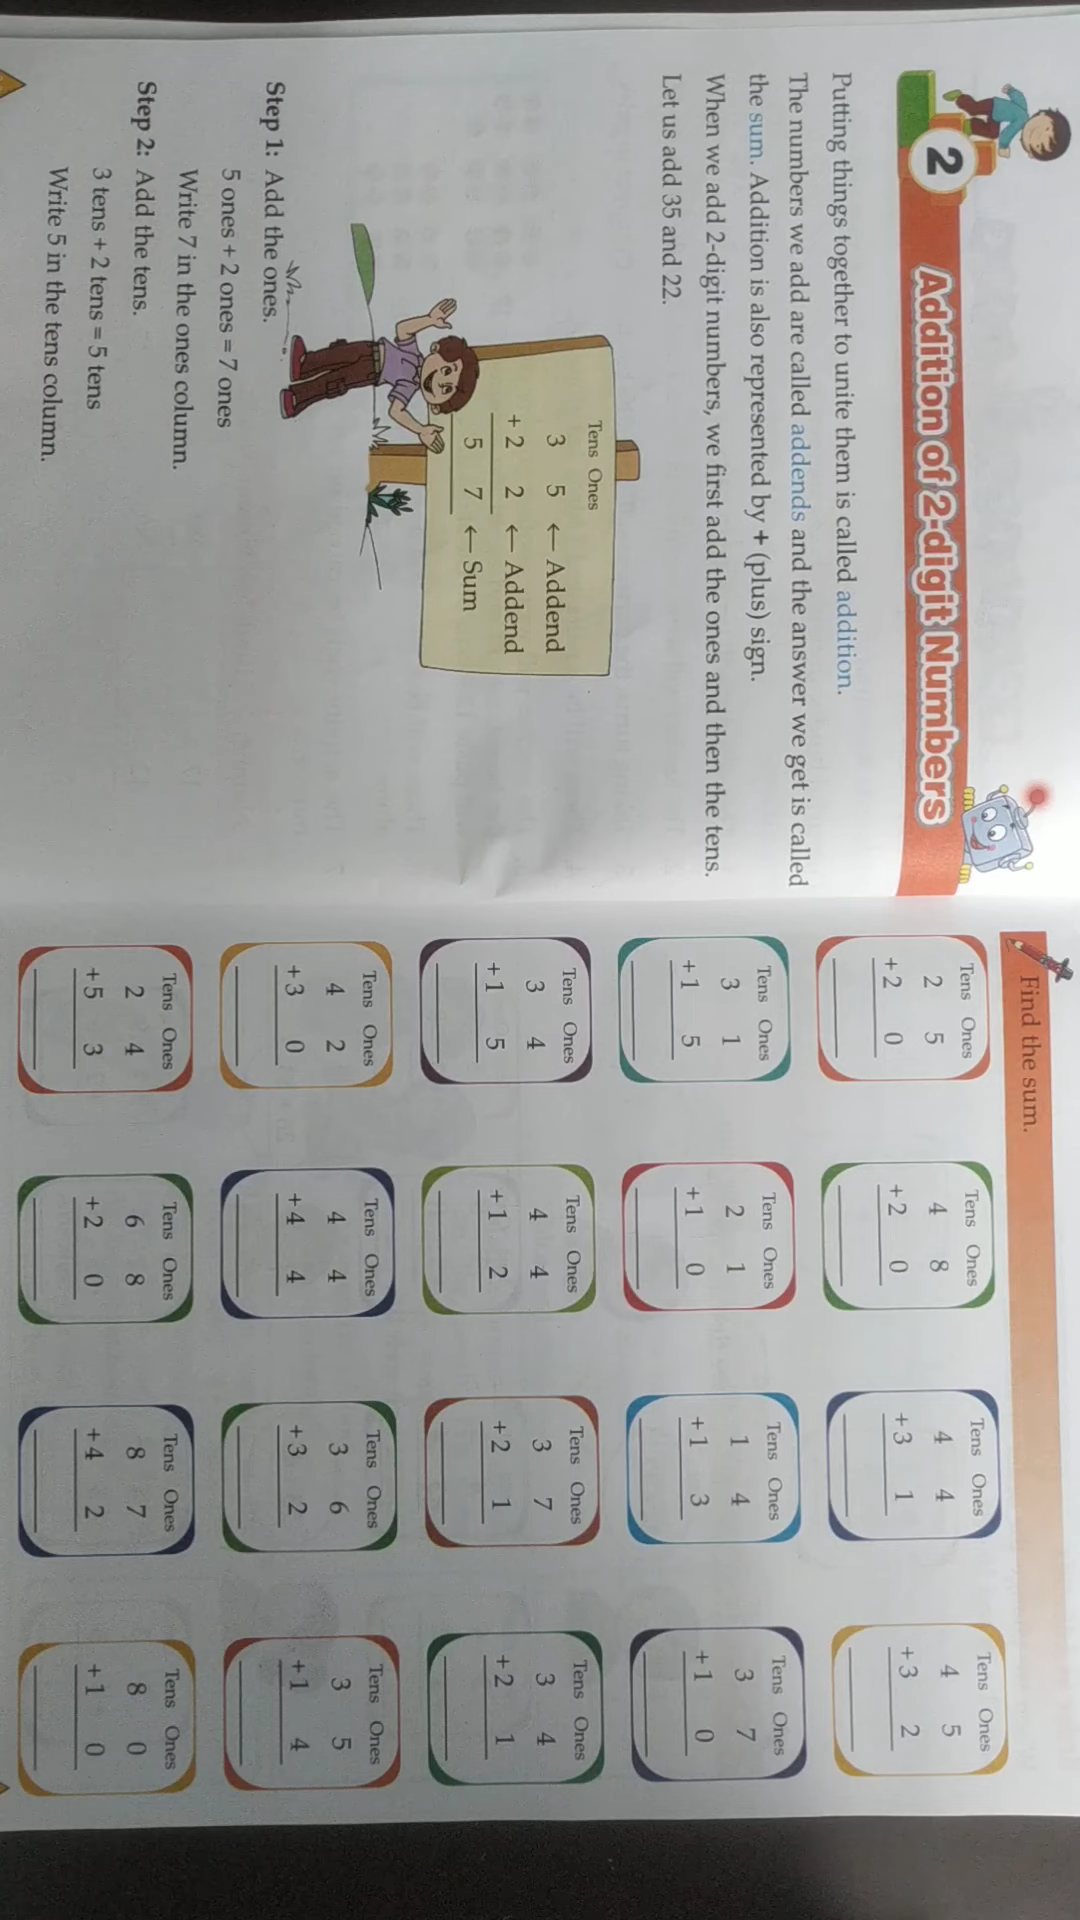 2
Addition of 2-digit Numbers
Putting things together to unite them is called addition.
The numbers we add are called addends and the answer we get is called
the sum. Addition is also represented by + (plus) sign.
When we add 2-digit numbers, we first add the ones and then the tens.
Let us add 35 and 22.
Tens Ones
3 5 ← Addend
+ 2 2 ← Addend
5 7 ← Sum
Step 1: Add the ones.
5 ones + 2 ones = 7 ones
Write 7 in the ones column.
Step 2: Add the tens.
3 tens + 2 tens = 5 tens
Write 5 in the tens column.
Find the sum.
Tens Ones
2 5
+2 0
Tens Ones
4 8
+2 0
Tens Ones
4 4
+3 1
Tens Ones
4 5
+3 2
Tens Ones
3 1
+1 5
Tens Ones
2 1
+1 0
Tens Ones
1 4
+1 3
Tens Ones
3 7
+1 0
Tens Ones
3 4
+1 5
Tens Ones
4 4
+1 2
Tens Ones
3 7
+2 1
Tens Ones
3 4
+2 1
Tens Ones
4 2
+3 0
Tens Ones
4 4
+4 4
Tens Ones
3 6
+3 2
Tens Ones
3 5
+1 4
Tens Ones
2 4
+5 3
Tens Ones
6 8
+2 0
Tens Ones
8 7
+4 2
Tens Ones
8 0
+1 0